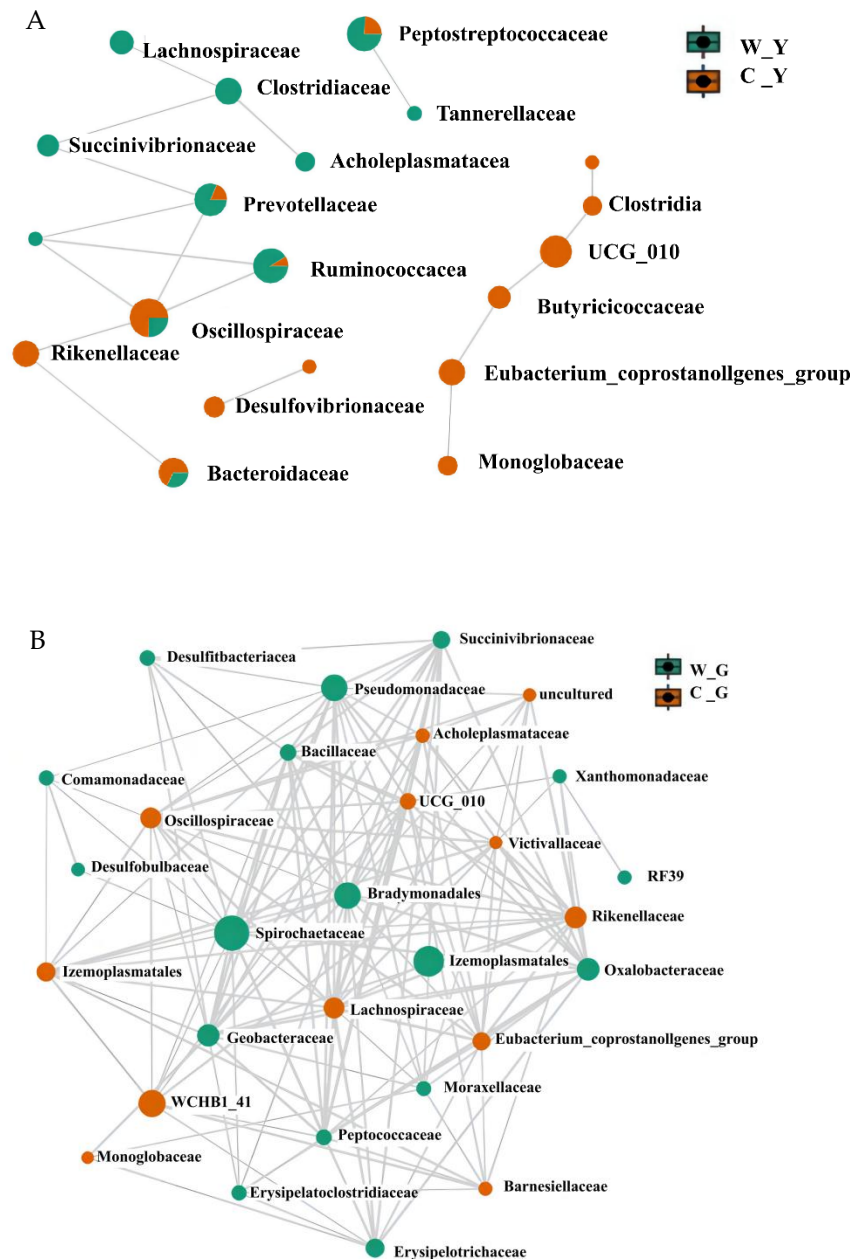 A
Lachnospiraceae
Peptostreptococcaceae
W_Y
C _Y
Clostridiaceae
Tannerellaceae
Succinivibrionaceae
Acholeplasmatacea
Prevotellaceae
Clostridia
UCG_010
Ruminococcacea
Butyricicoccaceae
Oscillospiraceae
Rikenellaceae
Eubacterium_coprostanollgenes_group
Desulfovibrionaceae
Monoglobaceae
Bacteroidaceae
B
Succinivibrionaceae
Desulfitbacteriacea
W_G
C _G
Pseudomonadaceae
uncultured
Acholeplasmataceae
Bacillaceae
Comamonadaceae
Xanthomonadaceae
UCG_010
Oscillospiraceae
Victivallaceae
Desulfobulbaceae
RF39
Bradymonadales
Rikenellaceae
Spirochaetaceae
Izemoplasmatales
Izemoplasmatales
Oxalobacteraceae
Lachnospiraceae
Geobacteraceae
Eubacterium_coprostanollgenes_group
Moraxellaceae
WCHB1_41
Peptococcaceae
Monoglobaceae
Barnesiellaceae
Erysipelatoclostridiaceae
Erysipelotrichaceae